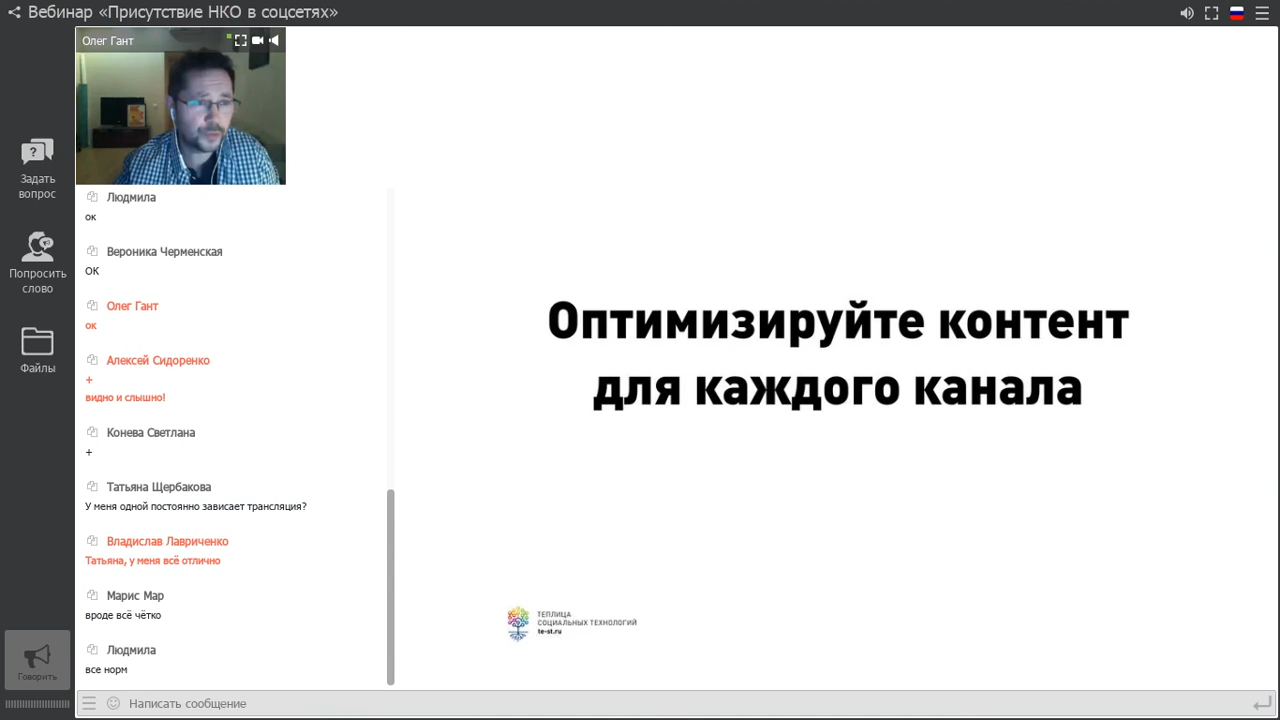 Вебинар «Присутствие НКО в соцсетях»
Олег Гант
Задать
вопрос
Попросить
слово
Файлы
Говорить
Людмила
ок
Вероника Черменская
ОК
Олег Гант
ок
Алексей Сидоренко
+
видно и слышно!
Конева Светлана
+
Татьяна Щербакова
У меня одной постоянно зависает трансляция?
Владислав Лавриченко
Татьяна, у меня всё отлично
Марис Мар
вроде всё чётко
Людмила
все норм
Написать сообщение
Оптимизируйте контент
для каждого канала
ТЕПЛИЦА
СОЦИАЛЬНЫХ ТЕХНОЛОГИЙ
te-st.ru